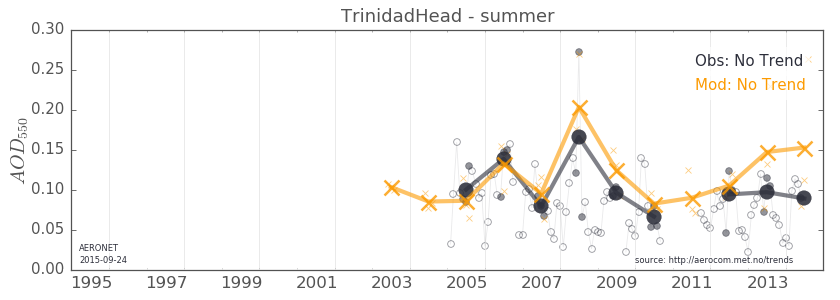 TrinidadHead - summer
0.30
0.25
0.20
0.15
0.10
0.05
0.00
AOD550
Obs: No Trend
Mod: No Trend
AERONET
2015-09-24
source: http://aerocom.met.no/trends
1995 1997 1999 2001 2003 2005 2007 2009 2011 2013